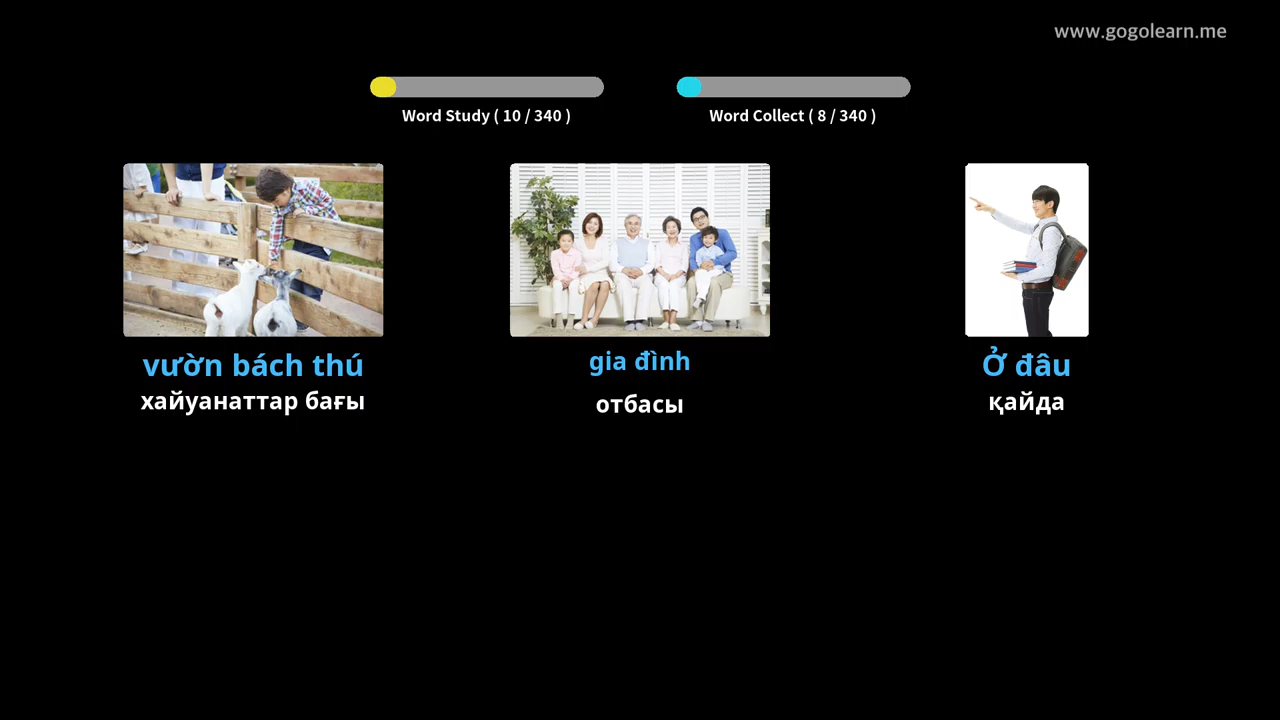 www.gogolearn.me
Word Study ( 10 / 340 )
Word Collect ( 8 / 340 )
vườn bách thú
хайуанаттар бағы
gia đình
отбасы
Ở đâu
қайда